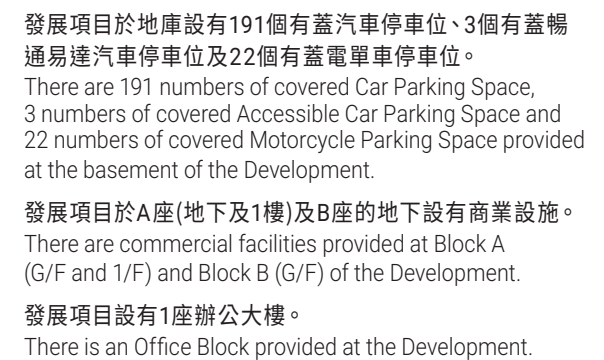 發展項目於地庫設有191個有蓋汽車停車位、3個有蓋暢
通易達汽車停車位及22個有蓋電單車停車位。
There are 191 numbers of covered Car Parking Space,
3 numbers of covered Accessible Car Parking Space and
22 numbers of covered Motorcycle Parking Space provided
at the basement of the Development.
發展項目於A座(地下及1樓)及B座的地下設有商業設施。
There are commercial facilities provided at Block A
(G/F and 1/F) and Block B (G/F) of the Development.
發展項目設有1座辦公大樓。
There is an Office Block provided at the Development.